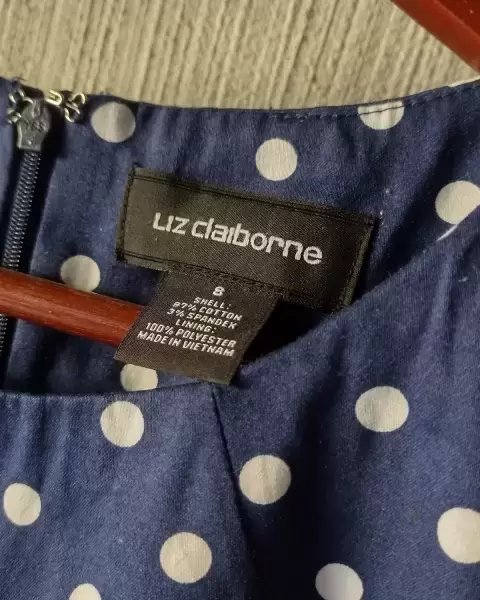 LIZ claiborne
8
SHELL:
97% COTTON
3% SPANDEX
LINING:
100% POLYESTER
MADE IN VIETNAM